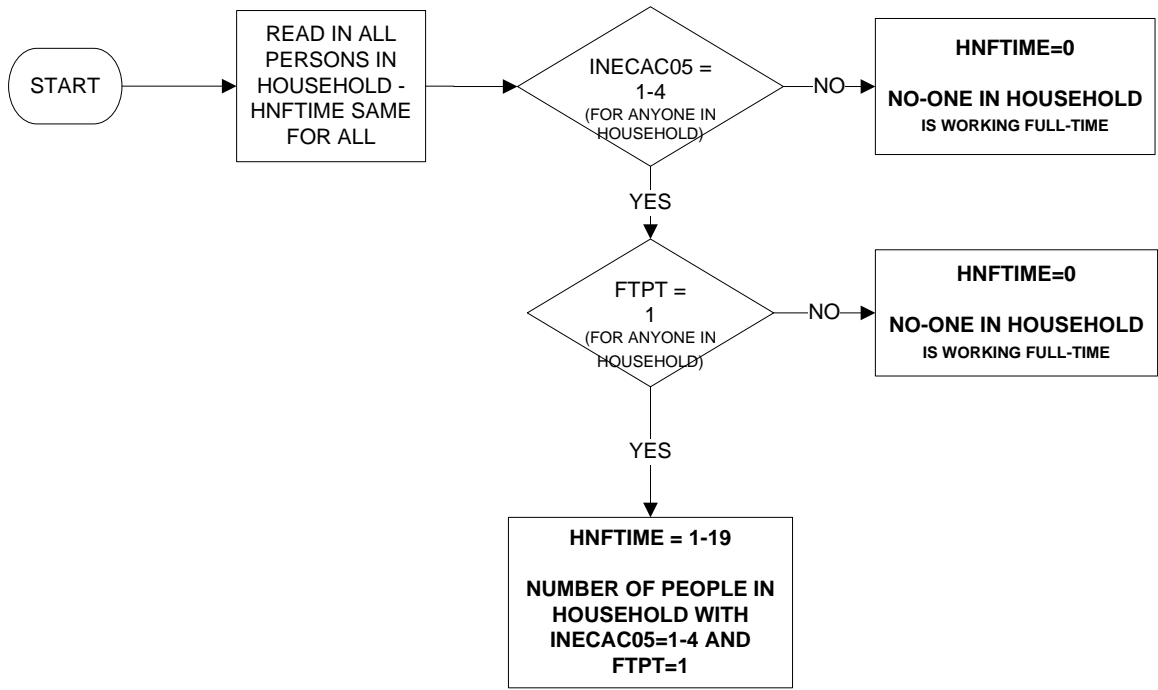 START
READ IN ALL
PERSONS IN
HOUSEHOLD -
HNFTIME SAME
FOR ALL
INECAC05 =
1-4
(FOR ANYONE IN
HOUSEHOLD)
NO
HNFTIME=0
NO-ONE IN HOUSEHOLD
IS WORKING FULL-TIME
YES
FTPT =
1
(FOR ANYONE IN
HOUSEHOLD)
NO
HNFTIME=0
NO-ONE IN HOUSEHOLD
IS WORKING FULL-TIME
YES
HNFTIME = 1-19
NUMBER OF PEOPLE IN
HOUSEHOLD WITH
INECAC05=1-4 AND
FTPT=1